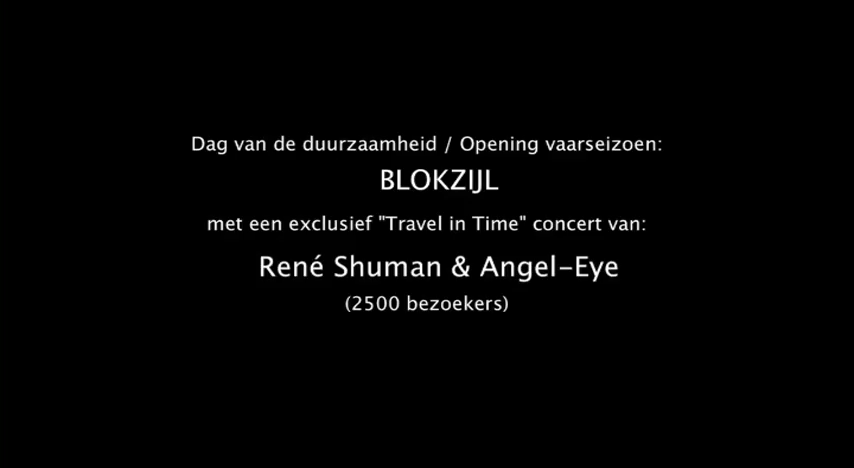 Dag van de duurzaamheid / Opening vaarseizoen:
BLOKZIJL
met een exclusief "Travel in Time" concert van:
René Shuman & Angel-Eye
(2500 bezoekers)